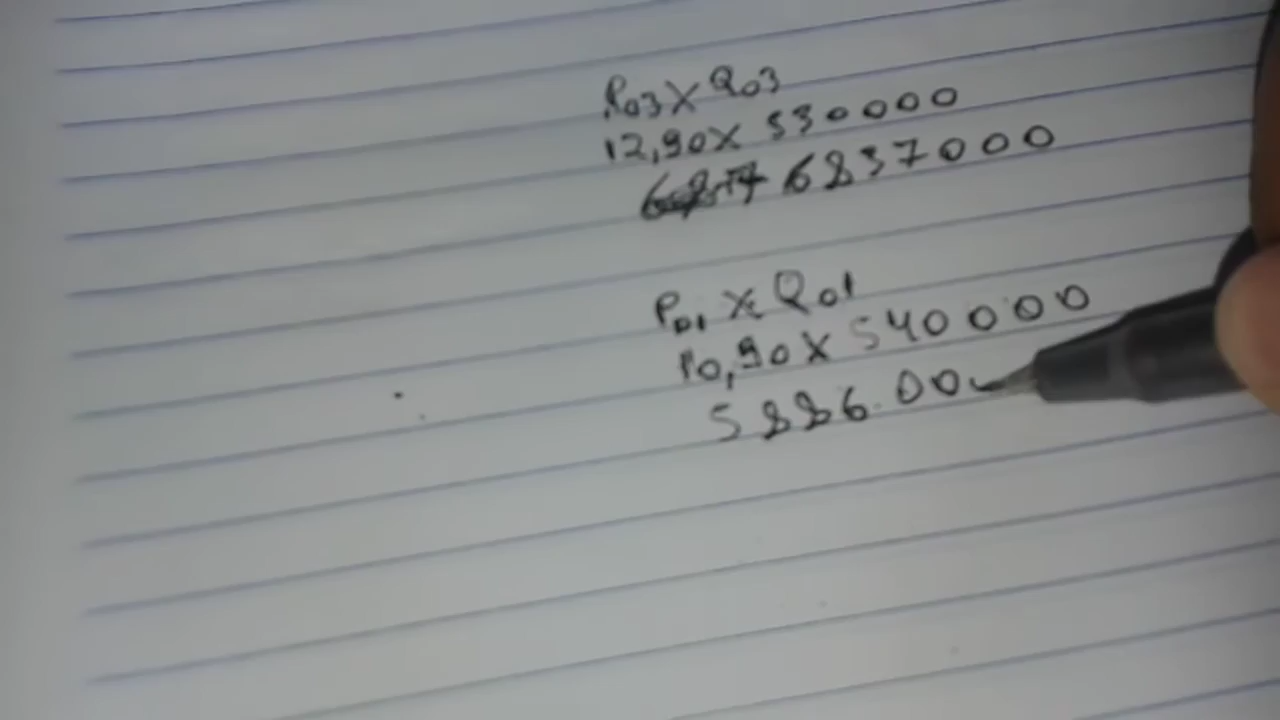 P03 X Q03
12,90 X 530000
6837000
P01 X Q01
10,90 X 540000
5886.00